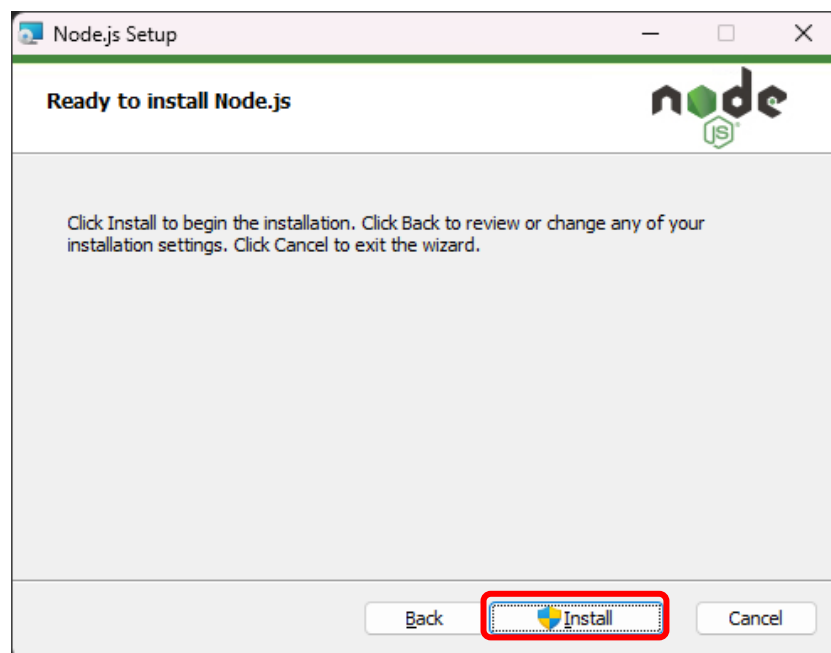 Node.js Setup
Ready to install Node.js
node
JS
Click Install to begin the installation. Click Back to review or change any of your
installation settings. Click Cancel to exit the wizard.
Back
Install
Cancel